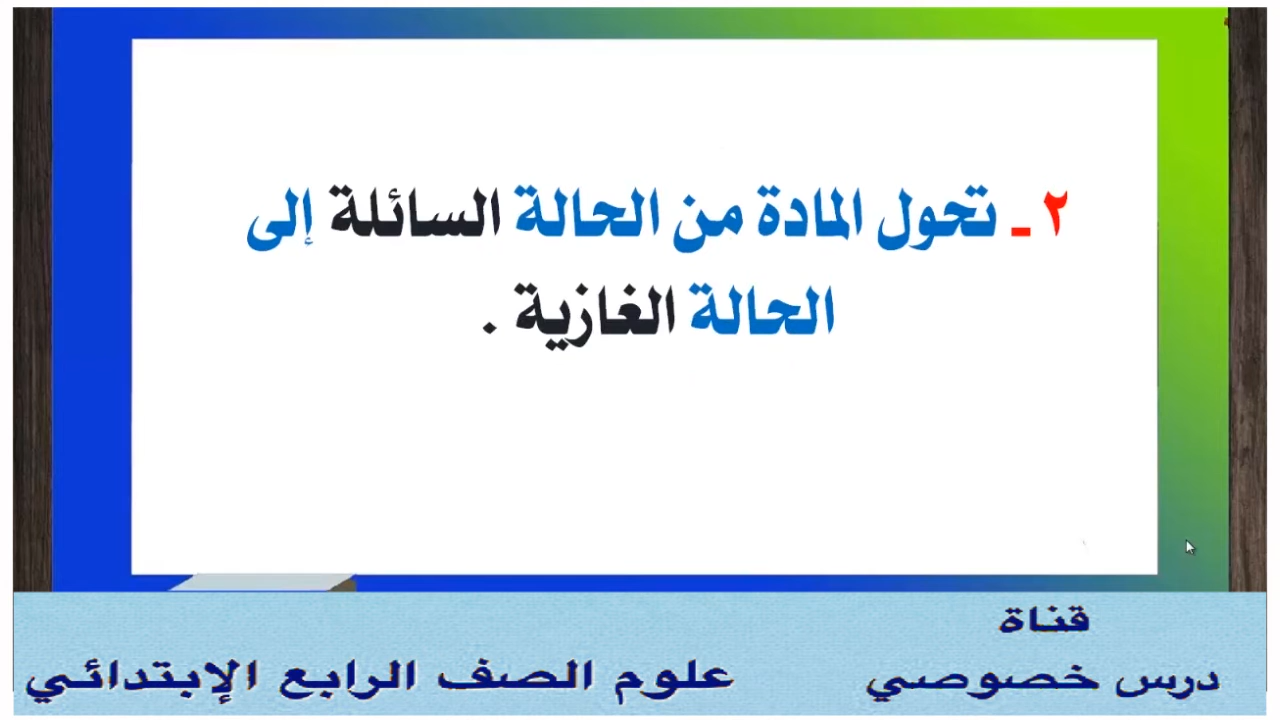 ٢ ـ تحول المادة من الحالة السائلة إلى
الحالة الغازية .
قناة
درس خصوصي
علوم الصف الرابع الإبتدائي